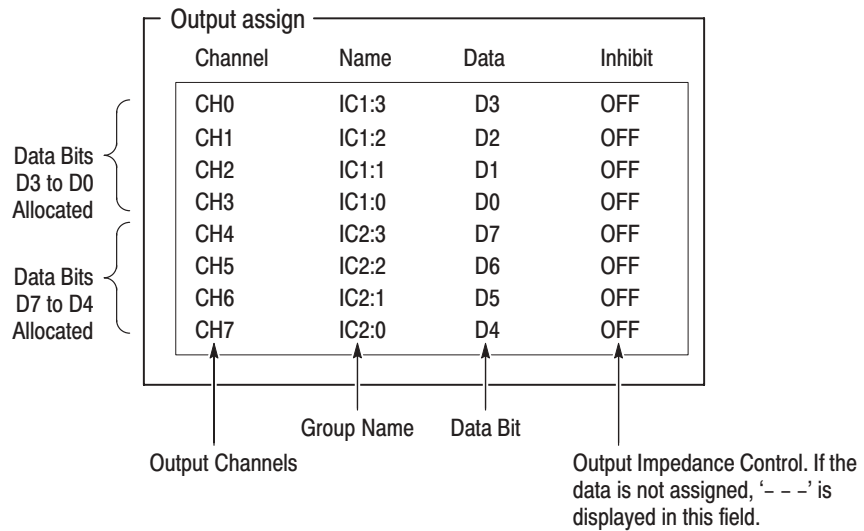 Output assign
Channel Name Data Inhibit
CH0 IC1:3 D3 OFF
CH1 IC1:2 D2 OFF
CH2 IC1:1 D1 OFF
CH3 IC1:0 D0 OFF
CH4 IC2:3 D7 OFF
CH5 IC2:2 D6 OFF
CH6 IC2:1 D5 OFF
CH7 IC2:0 D4 OFF
Data Bits
D3 to D0
Allocated
Data Bits
D7 to D4
Allocated
Group Name
Data Bit
Output Channels
Output Impedance Control. If the
data is not assigned, ‘– – –’ is
displayed in this field.